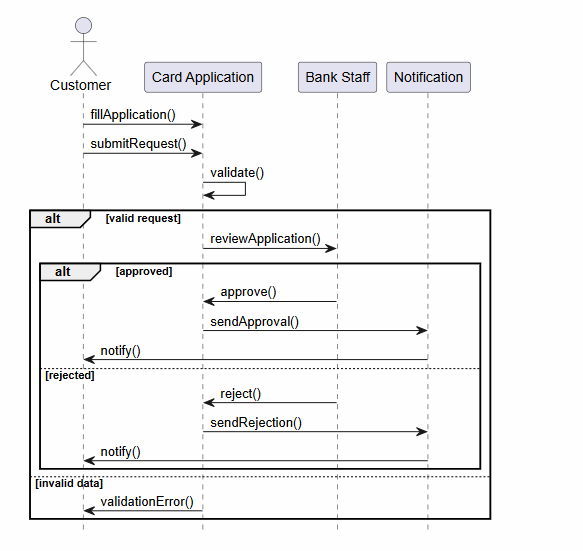 Customer
Card Application
Bank Staff
Notification
fillApplication()
submitRequest()
validate()
alt [valid request]
reviewApplication()
alt [approved]
approve()
sendApproval()
notify()
[rejected]
reject()
sendRejection()
notify()
[invalid data]
validationError()